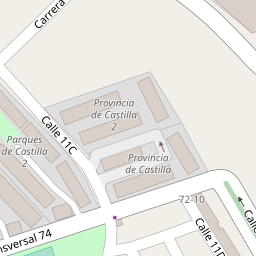 Carrera
Provincia
de Castilla
2
Calle 11C
Parques
de Castilla
2
Provincia
de Castilla
72-10
Calle 11D
nsversal 74